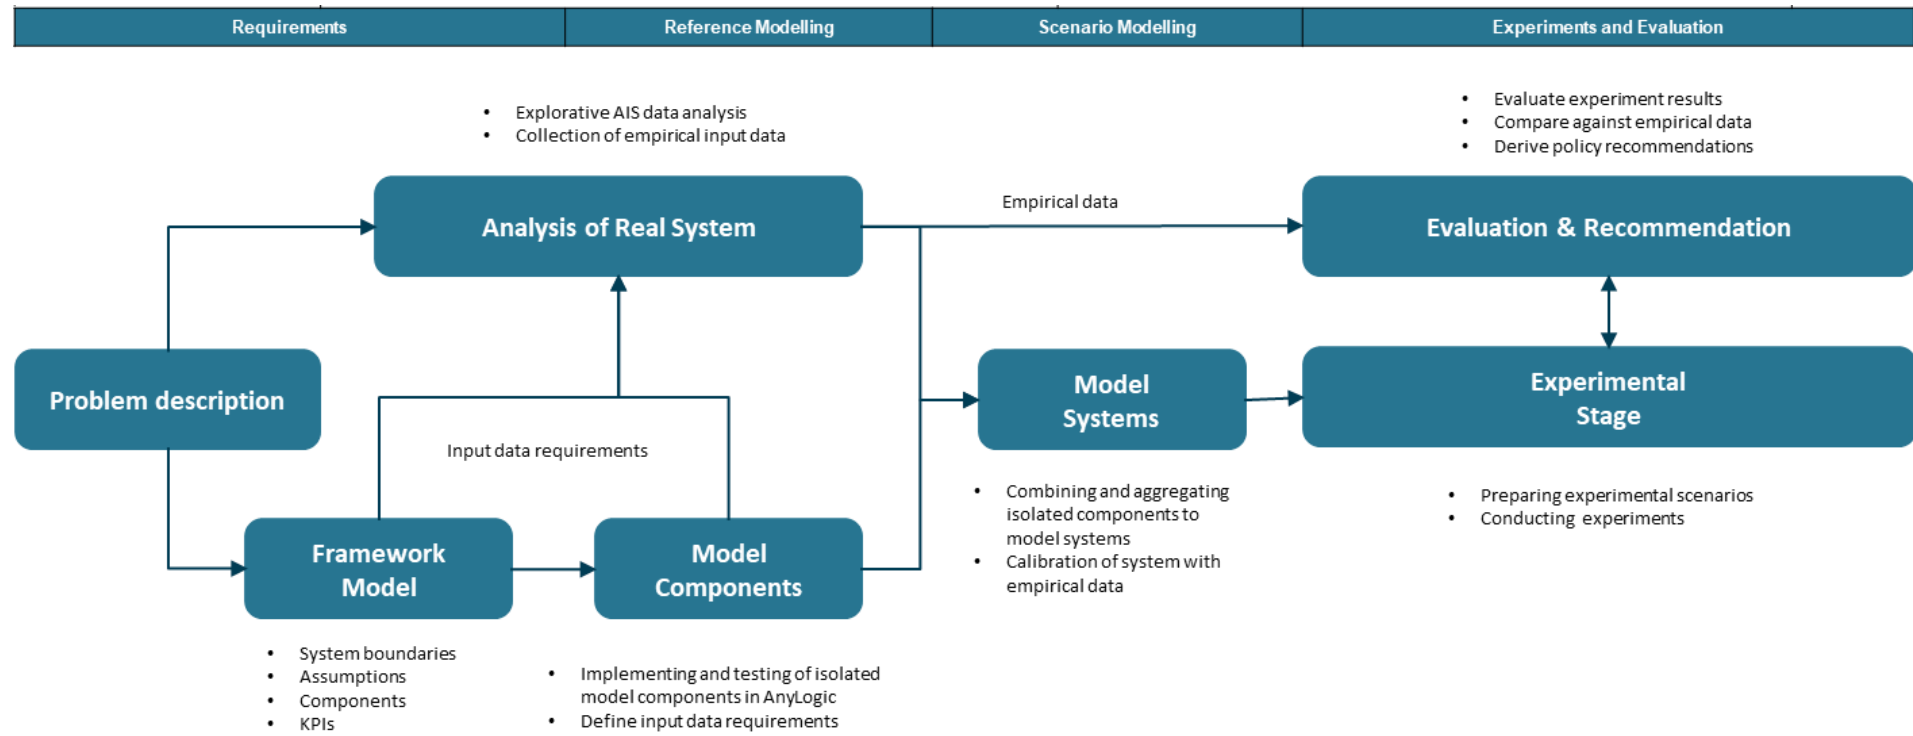 Requirements
Reference Modelling
Scenario Modelling
Experiments and Evaluation
• Explorative AIS data analysis
• Collection of empirical input data
• Evaluate experiment results
• Compare against empirical data
• Derive policy recommendations
Analysis of Real System
Empirical data
Evaluation & Recommendation
Problem description
Input data requirements
Model
Systems
Experimental
Stage
• Combining and aggregating
isolated components to
model systems
• Calibration of system with
empirical data
• Preparing experimental scenarios
• Conducting experiments
Framework
Model
Model
Components
• System boundaries
• Assumptions
• Components
• KPIs
• Implementing and testing of isolated
model components in AnyLogic
• Define input data requirements